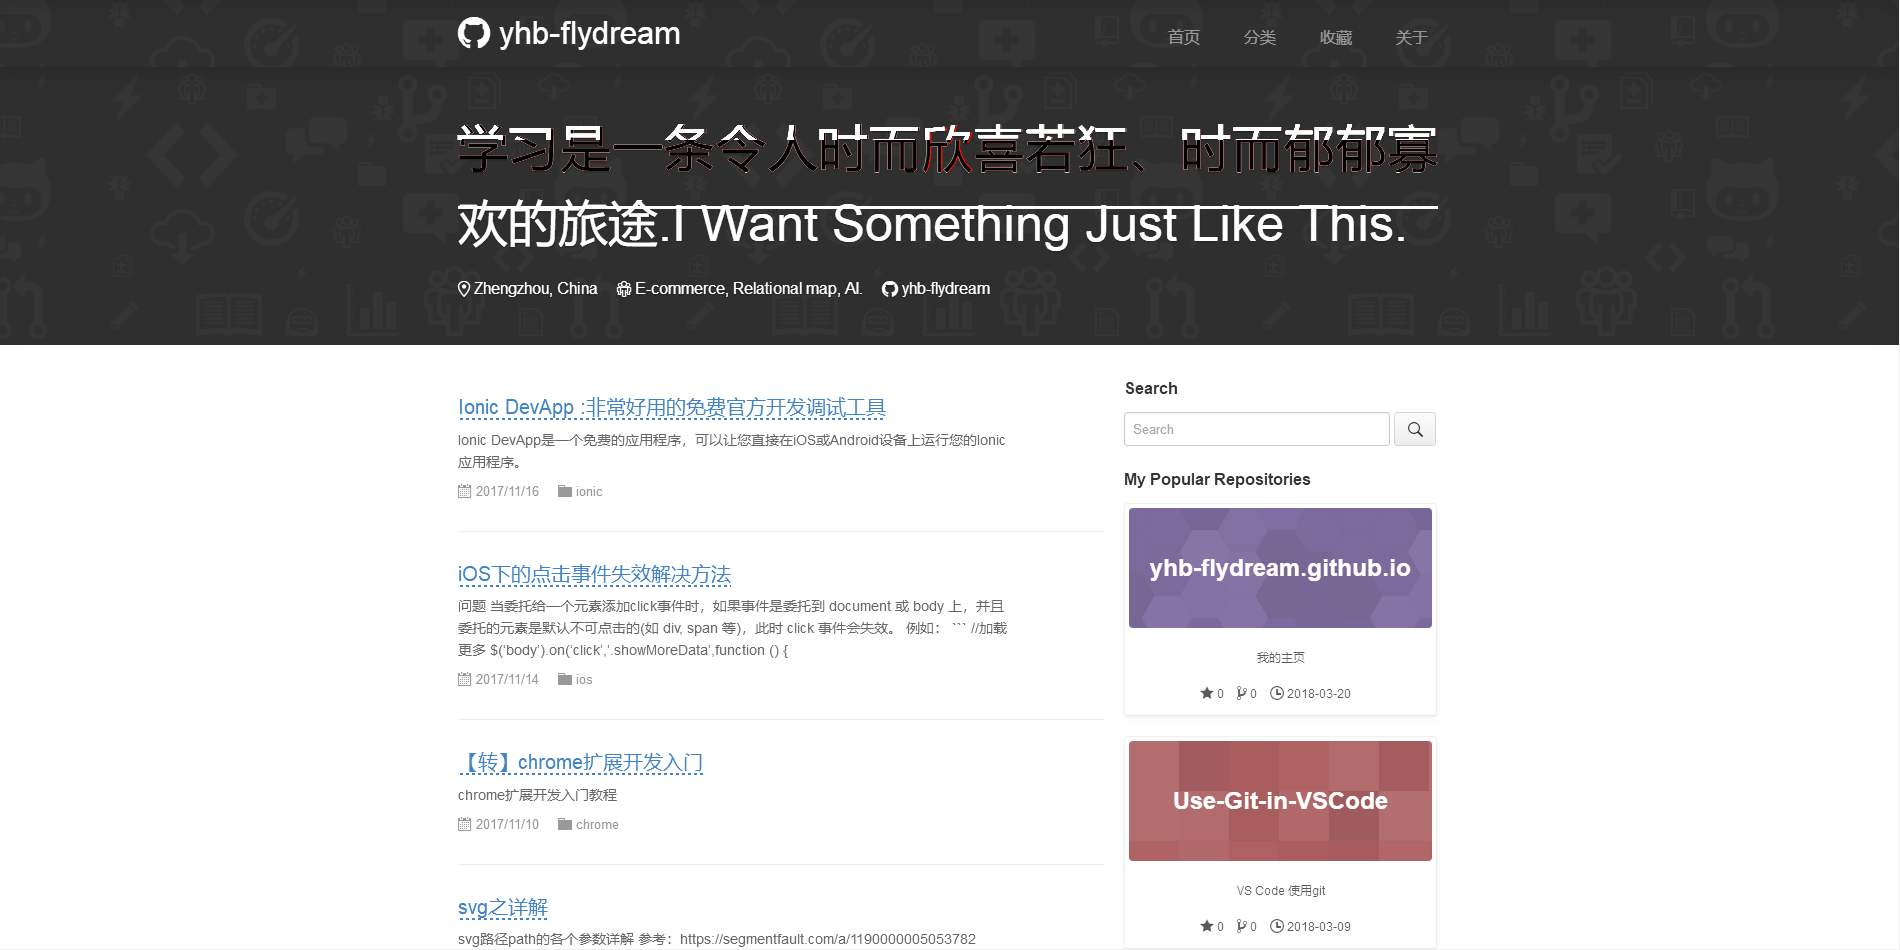 yhb-flydream
首页 分类 收藏 关于
学习是一条令人时而欣喜若狂、时而郁郁寡
欢的旅途.I Want Something Just Like This.
Zhengzhou, China E-commerce, Relational map, AI. yhb-flydream
Ionic DevApp :非常好用的免费官方开发调试工具
Ionic DevApp是一个免费的应用程序，可以让您直接在iOS或Android设备上运行您的Ionic
应用程序。
2017/11/16 ionic
iOS下的点击事件失效解决方法
问题 当委托给一个元素添加click事件时，如果事件是委托到 document 或 body 上，并且
委托的元素是默认不可点击的(如 div, span 等)，此时 click 事件会失效。 例如： ``` //加载
更多 $(‘body’).on(‘click’,’.showMoreData’,function () {
2017/11/14 ios
【转】chrome扩展开发入门
chrome扩展开发入门教程
2017/11/10 chrome
svg之详解
svg路径path的各个参数详解 参考：https://segmentfault.com/a/1190000005053782
Search
Search
My Popular Repositories
yhb-flydream.github.io
我的主页
0 0 2018-03-20
Use-Git-in-VSCode
VS Code 使用git
0 0 2018-03-09